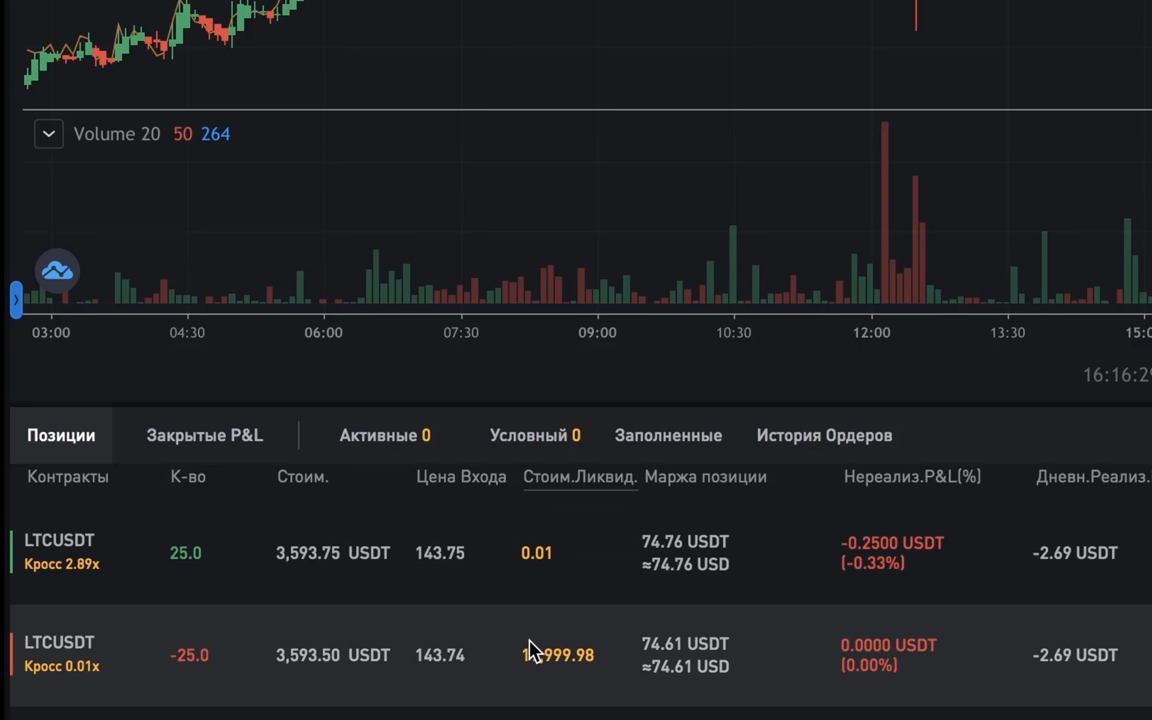 Volume 20 50 264
03:00 04:30 06:00 07:30 09:00 10:30 12:00 13:30
16:16:29
Позиции Закрытые P&L Активные 0 Условный 0 Заполненные История Ордеров
Контракты К-во Стоим. Цена Входа Стоим.Ликвид. Маржа позиции Нереализ.P&L(%) Дневн.Реализ.
LTCUSDT 25.0 3,593.75 USDT 143.75 0.01 74.76 USDT -0.2500 USDT -2.69 USDT
Кросс 2.89x ≈74.76 USD (-0.33%)
LTCUSDT -25.0 3,593.50 USDT 143.74 74.61 USDT 0.0000 USDT -2.69 USDT
Кросс 0.01x ≈74.61 USD (0.00%)